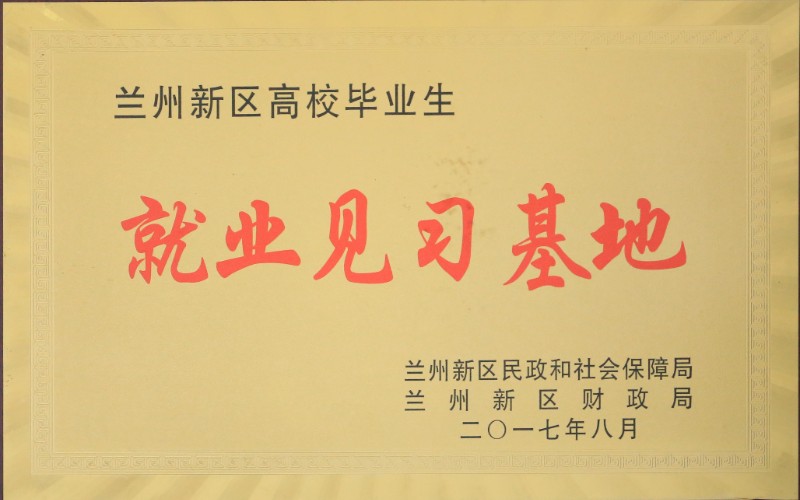 兰州新区高校毕业生
就业见习基地
兰州新区民政和社会保障局
兰州新区财政局
二〇一七年八月